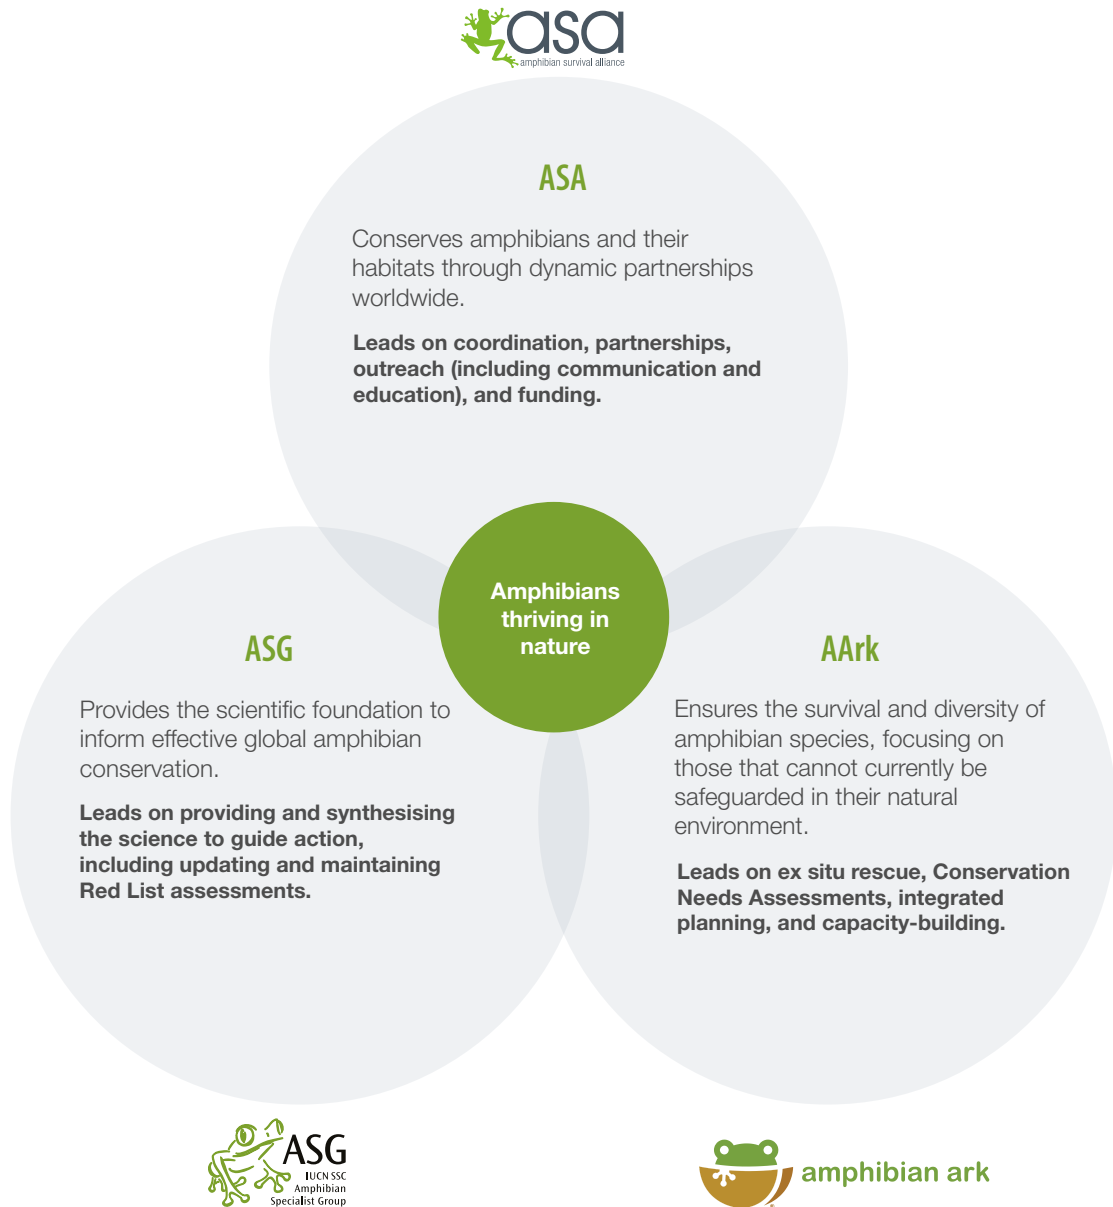 asa
amphibian survival alliance
ASA
Conserves amphibians and their
habitats through dynamic partnerships
worldwide.
Leads on coordination, partnerships,
outreach (including communication and
education), and funding.
Amphibians
thriving in
nature
ASG
Provides the scientific foundation to
inform effective global amphibian
conservation.
Leads on providing and synthesising
the science to guide action,
including updating and maintaining
Red List assessments.
AArk
Ensures the survival and diversity of
amphibian species, focusing on
those that cannot currently be
safeguarded in their natural
environment.
Leads on ex situ rescue, Conservation
Needs Assessments, integrated
planning, and capacity-building.
ASG
IUCN SSC
Amphibian
Specialist Group
amphibian ark